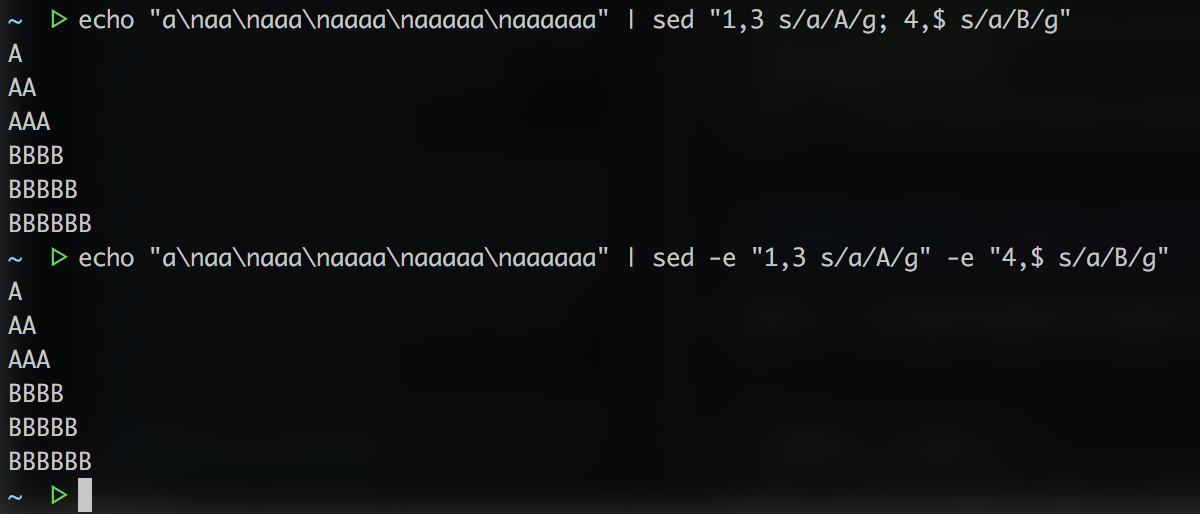 ~ ▷ echo "a\naa\naaa\naaaa\naaaaa\naaaaaa" | sed "1,3 s/a/A/g; 4,$ s/a/B/g"
A
AA
AAA
BBBB
BBBBB
BBBBBB
~ ▷ echo "a\naa\naaa\naaaa\naaaaa\naaaaaa" | sed -e "1,3 s/a/A/g" -e "4,$ s/a/B/g"
A
AA
AAA
BBBB
BBBBB
BBBBBB
~ ▷